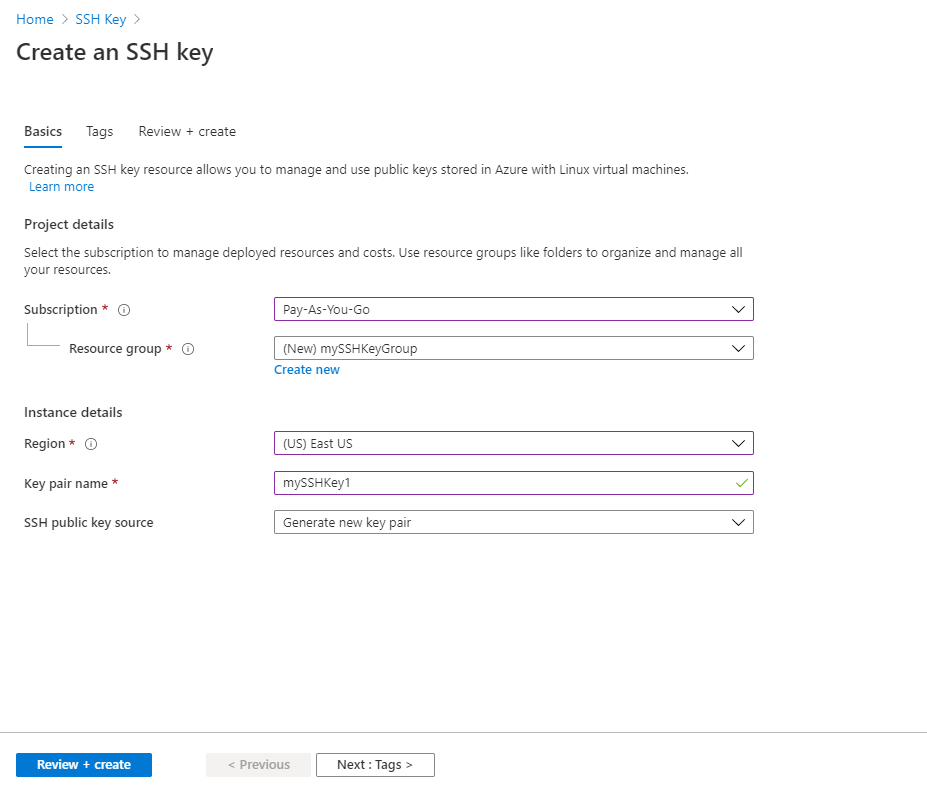 Home > SSH Key >
Create an SSH key
Basics Tags Review + create
Creating an SSH key resource allows you to manage and use public keys stored in Azure with Linux virtual machines.
Learn more
Project details
Select the subscription to manage deployed resources and costs. Use resource groups like folders to organize and manage all
your resources.
Subscription * Pay-As-You-Go
Resource group * (New) mySSHKeyGroup
Create new
Instance details
Region * (US) East US
Key pair name * mySSHKey1
SSH public key source Generate new key pair
Review + create < Previous Next : Tags >